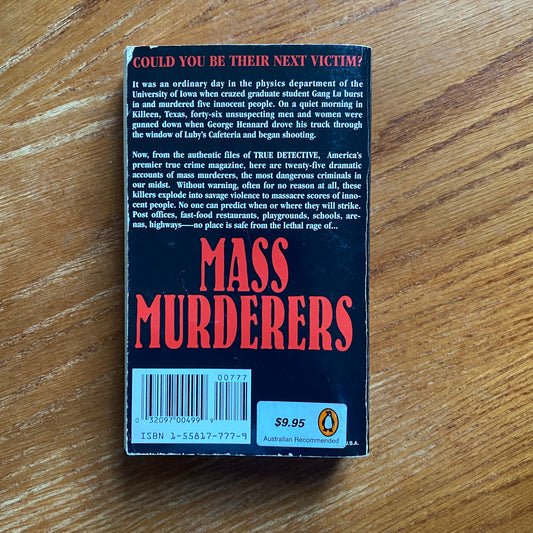 COULD YOU BE THEIR NEXT VICTIM?
It was an ordinary day in the physics department of the
University of Iowa when crazed graduate student Gang Lu burst
in and murdered five innocent people. On a quiet morning in
Killeen, Texas, forty-six unsuspecting men and women were
gunned down when George Hennard drove his truck through
the window of Luby's Cafeteria and began shooting.
Now, from the authentic files of TRUE DETECTIVE, America's
premier true crime magazine, here are twenty-five dramatic
accounts of mass murderers, the most dangerous criminals in
our midst. Without warning, often for no reason at all, these
killers explode into savage violence to massacre scores of inno-
cent people. No one can predict when or where they will strike.
Post offices, fast-food restaurants, playgrounds, schools, are-
nas, highways—no place is safe from the lethal rage of...
MASS
MURDERERS
00777
0 32097 00499 9
ISBN 1-55817-777-9
$9.95
Australian Recommended
U.S.A.